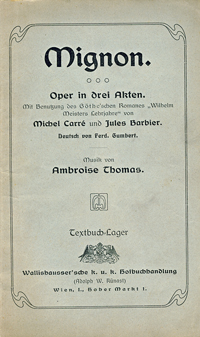 Mignon.
Oper in drei Akten.
Mit Benutzung des Göthe'schen Romanes „Wilhelm
Meisters Lehrjahre" von
Michel Carré und Jules Barbier.
Deutsch von Ferd. Gumbert.
Musik von
Ambroise Thomas.
Textbuch-Lager
Wallishausser'sche k. u. k. Hofbuchhandlung
(Adolph W. Künast)
Wien, I., Hoher Markt 1.